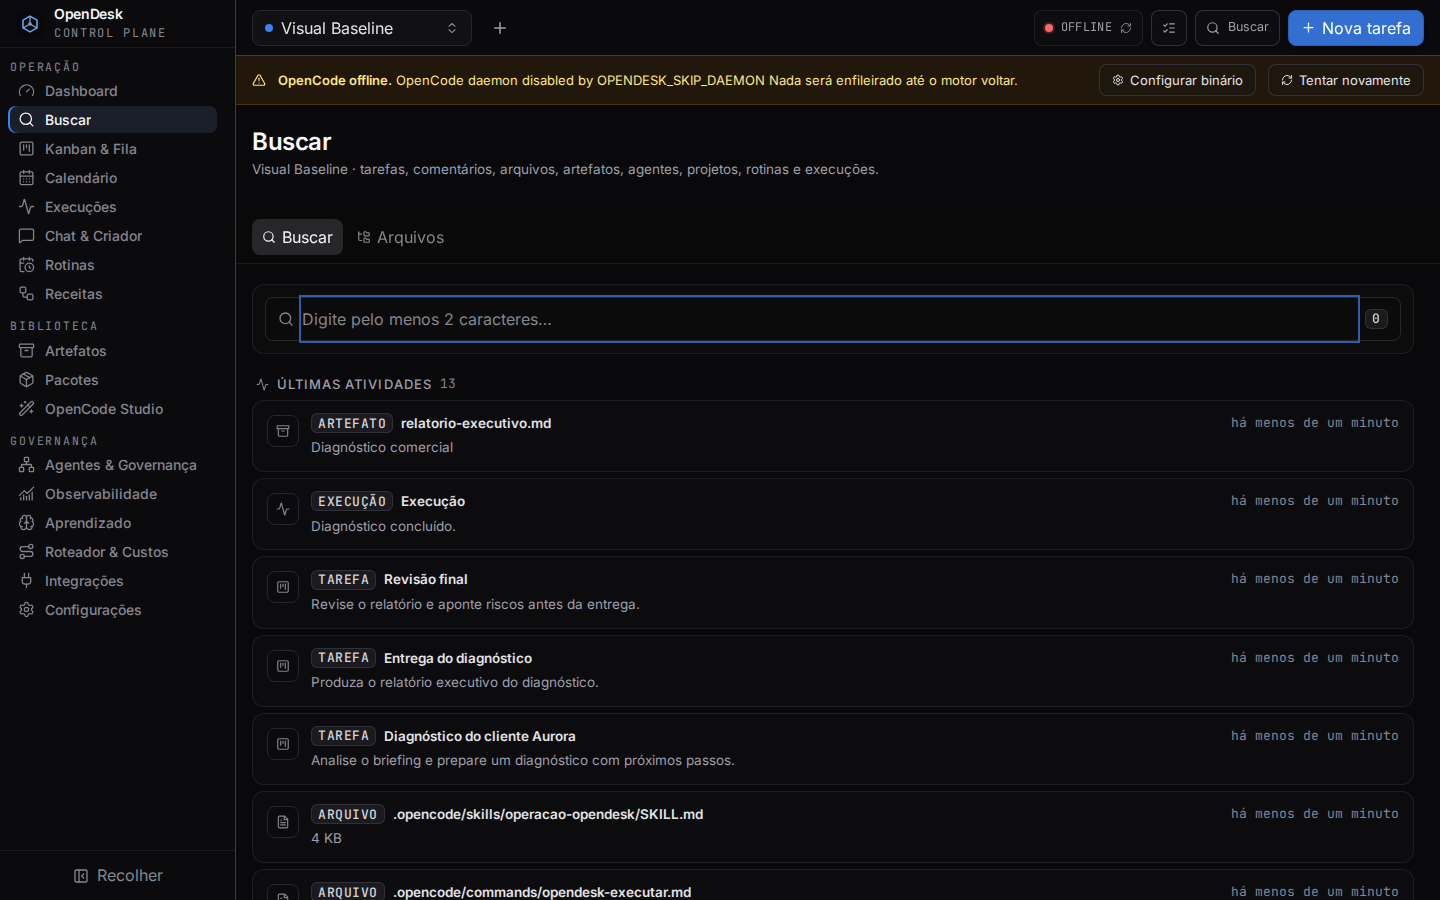 OpenDesk
CONTROL PLANE
OPERAÇÃO
Dashboard
Buscar
Kanban & Fila
Calendário
Execuções
Chat & Criador
Rotinas
Receitas
BIBLIOTECA
Artefatos
Pacotes
OpenCode Studio
GOVERNANÇA
Agentes & Governança
Observabilidade
Aprendizado
Roteador & Custos
Integrações
Configurações
Recolher
Visual Baseline
OFFLINE
Buscar
Nova tarefa
OpenCode offline. OpenCode daemon disabled by OPENDESK_SKIP_DAEMON Nada será enfileirado até o motor voltar.
Configurar binário
Tentar novamente
Buscar
Visual Baseline · tarefas, comentários, arquivos, artefatos, agentes, projetos, rotinas e execuções.
Buscar
Arquivos
Digite pelo menos 2 caracteres...
0
ÚLTIMAS ATIVIDADES 13
ARTEFATO relatorio-executivo.md há menos de um minuto
Diagnóstico comercial
EXECUÇÃO Execução há menos de um minuto
Diagnóstico concluído.
TAREFA Revisão final há menos de um minuto
Revise o relatório e aponte riscos antes da entrega.
TAREFA Entrega do diagnóstico há menos de um minuto
Produza o relatório executivo do diagnóstico.
TAREFA Diagnóstico do cliente Aurora há menos de um minuto
Analise o briefing e prepare um diagnóstico com próximos passos.
ARQUIVO .opencode/skills/operacao-opendesk/SKILL.md há menos de um minuto
4 KB
ARQUIVO .opencode/commands/opendesk-executar.md há menos de um minuto